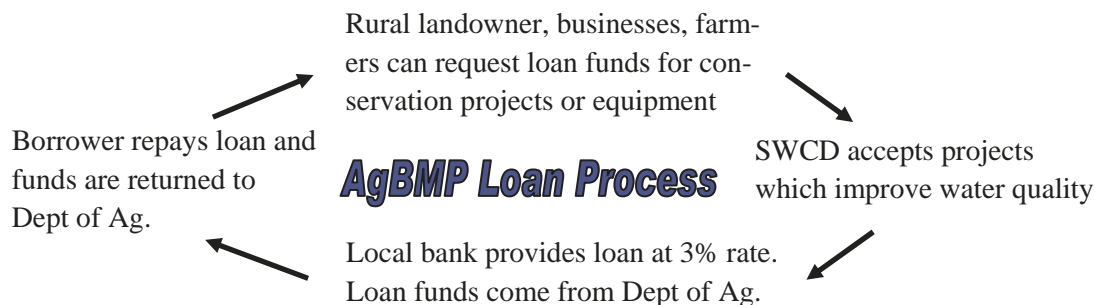 Rural landowner, businesses, farm-
ers can request loan funds for con-
servation projects or equipment
SWCD accepts projects
which improve water quality
Local bank provides loan at 3% rate.
Loan funds come from Dept of Ag.
Borrower repays loan and
funds are returned to
Dept of Ag.
AgBMP Loan Process